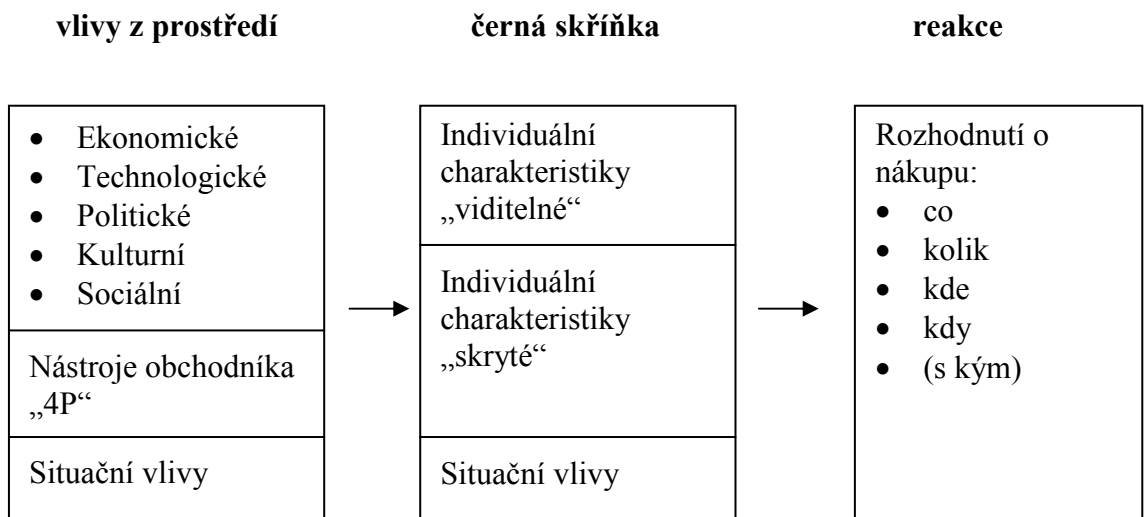 vlivy z prostředí
černá skříňka
reakce
• Ekonomické
• Technologické
• Politické
• Kulturní
• Sociální
Nástroje obchodníka
„4P“
Situační vlivy
Individuální
charakteristiky
„viditelné“
Individuální
charakteristiky
„skryté“
Situační vlivy
Rozhodnutí o
nákupu:
• co
• kolik
• kde
• kdy
• (s kým)